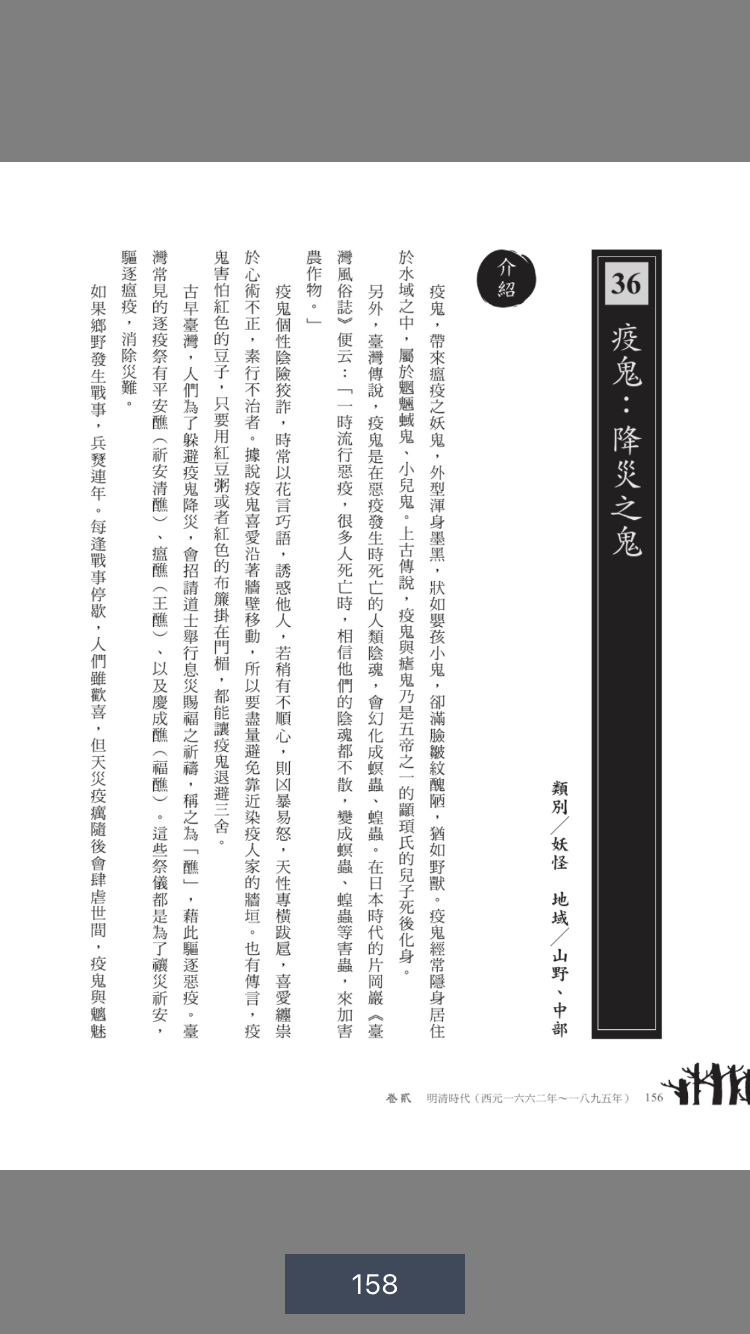 36
疫鬼：降災之鬼
類別／妖怪　地域／山野、中部
介紹
疫鬼，帶來瘟疫之妖鬼，外型渾身墨黑，狀如嬰孩小鬼，卻滿臉皺紋醜陋，猶如野獸。疫鬼經常隱身居住
於水域之中，屬於魍魎蜮鬼、小兒鬼。上古傳說，疫鬼與瘧鬼乃是五帝之一的顓頊氏的兒子死後化身。
另外，臺灣傳說，疫鬼是在惡疫發生時死亡的人類陰魂，會幻化成螟蟲、蝗蟲。在日本時代的片岡巖《臺
灣風俗誌》便云：「一時流行惡疫，很多人死亡時，相信他們的陰魂都不散，變成螟蟲、蝗蟲等害蟲，來加害
農作物。」
疫鬼個性陰險狡詐，時常以花言巧語，誘惑他人，若稍有不順心，則凶暴易怒，天性專橫跋扈，喜愛纏祟
於心術不正，素行不治者。據說疫鬼喜愛沿著牆壁移動，所以要盡量避免靠近染疫人家的牆垣。也有傳言，疫
鬼害怕紅色的豆子，只要用紅豆粥或者紅色的布簾掛在門楣，都能讓疫鬼退避三舍。
古早臺灣，人們為了躲避疫鬼降災，會招請道士舉行息災賜福之祈禱，稱之為「醮」，藉此驅逐惡疫。臺
灣常見的逐疫祭有平安醮（祈安清醮）、瘟醮（王醮）、以及慶成醮（福醮）。這些祭儀都是為了禳災祈安，
驅逐瘟疫，消除災難。
如果鄉野發生戰事，兵燹連年。每逢戰事停歇，人們雖歡喜，但天災疫癘隨後會肆虐世間，疫鬼與魑魅
卷貳　明清時代（西元一六六二年～一八九五年）　156
158